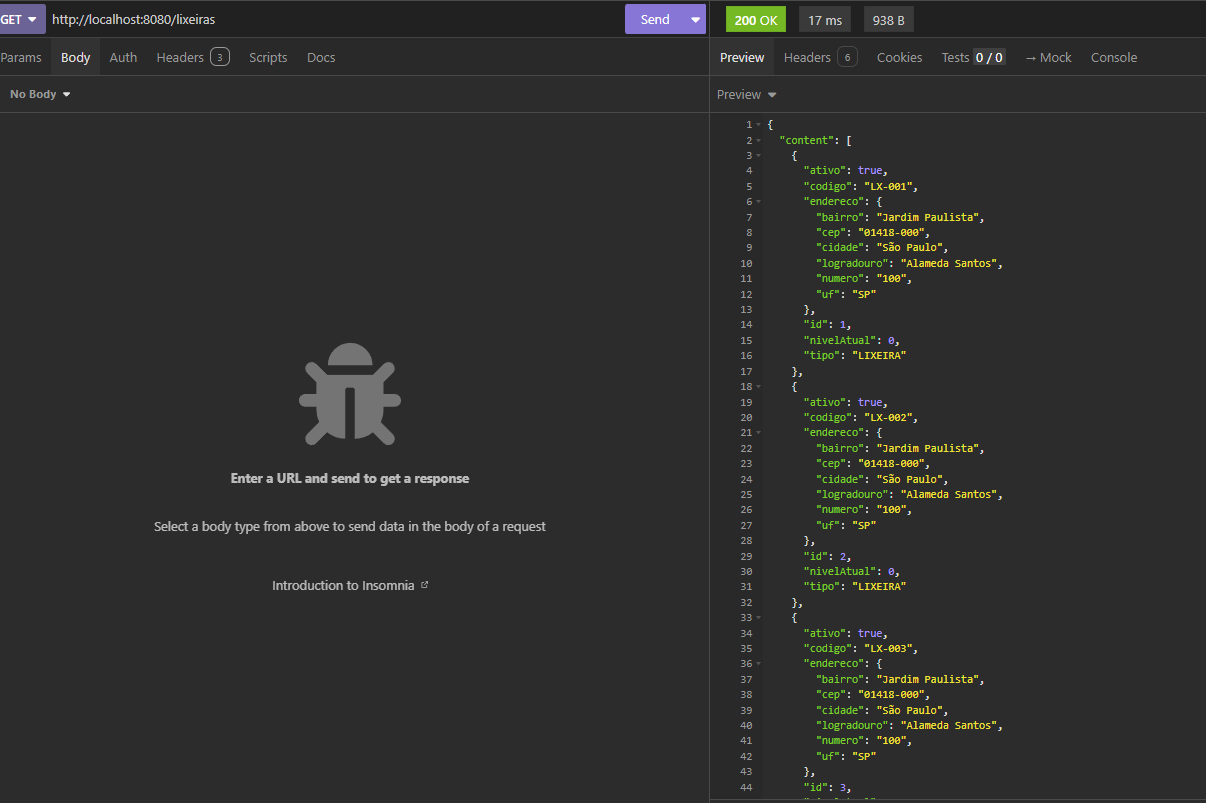 GET http://localhost:8080/lixeiras Send 200 OK 17 ms 938 B
Params Body Auth Headers 3 Scripts Docs
Preview Headers 6 Cookies Tests 0 / 0 → Mock Console
No Body
Preview
Enter a URL and send to get a response
Select a body type from above to send data in the body of a request
Introduction to Insomnia
1 {
2 "content": [
3 {
4 "ativo": true,
5 "codigo": "LX-001",
6 "endereco": {
7 "bairro": "Jardim Paulista",
8 "cep": "01418-000",
9 "cidade": "São Paulo",
10 "logradouro": "Alameda Santos",
11 "numero": "100",
12 "uf": "SP"
13 },
14 "id": 1,
15 "nivelAtual": 0,
16 "tipo": "LIXEIRA"
17 },
18 {
19 "ativo": true,
20 "codigo": "LX-002",
21 "endereco": {
22 "bairro": "Jardim Paulista",
23 "cep": "01418-000",
24 "cidade": "São Paulo",
25 "logradouro": "Alameda Santos",
26 "numero": "100",
27 "uf": "SP"
28 },
29 "id": 2,
30 "nivelAtual": 0,
31 "tipo": "LIXEIRA"
32 },
33 {
34 "ativo": true,
35 "codigo": "LX-003",
36 "endereco": {
37 "bairro": "Jardim Paulista",
38 "cep": "01418-000",
39 "cidade": "São Paulo",
40 "logradouro": "Alameda Santos",
41 "numero": "100",
42 "uf": "SP"
43 },
44 "id": 3,